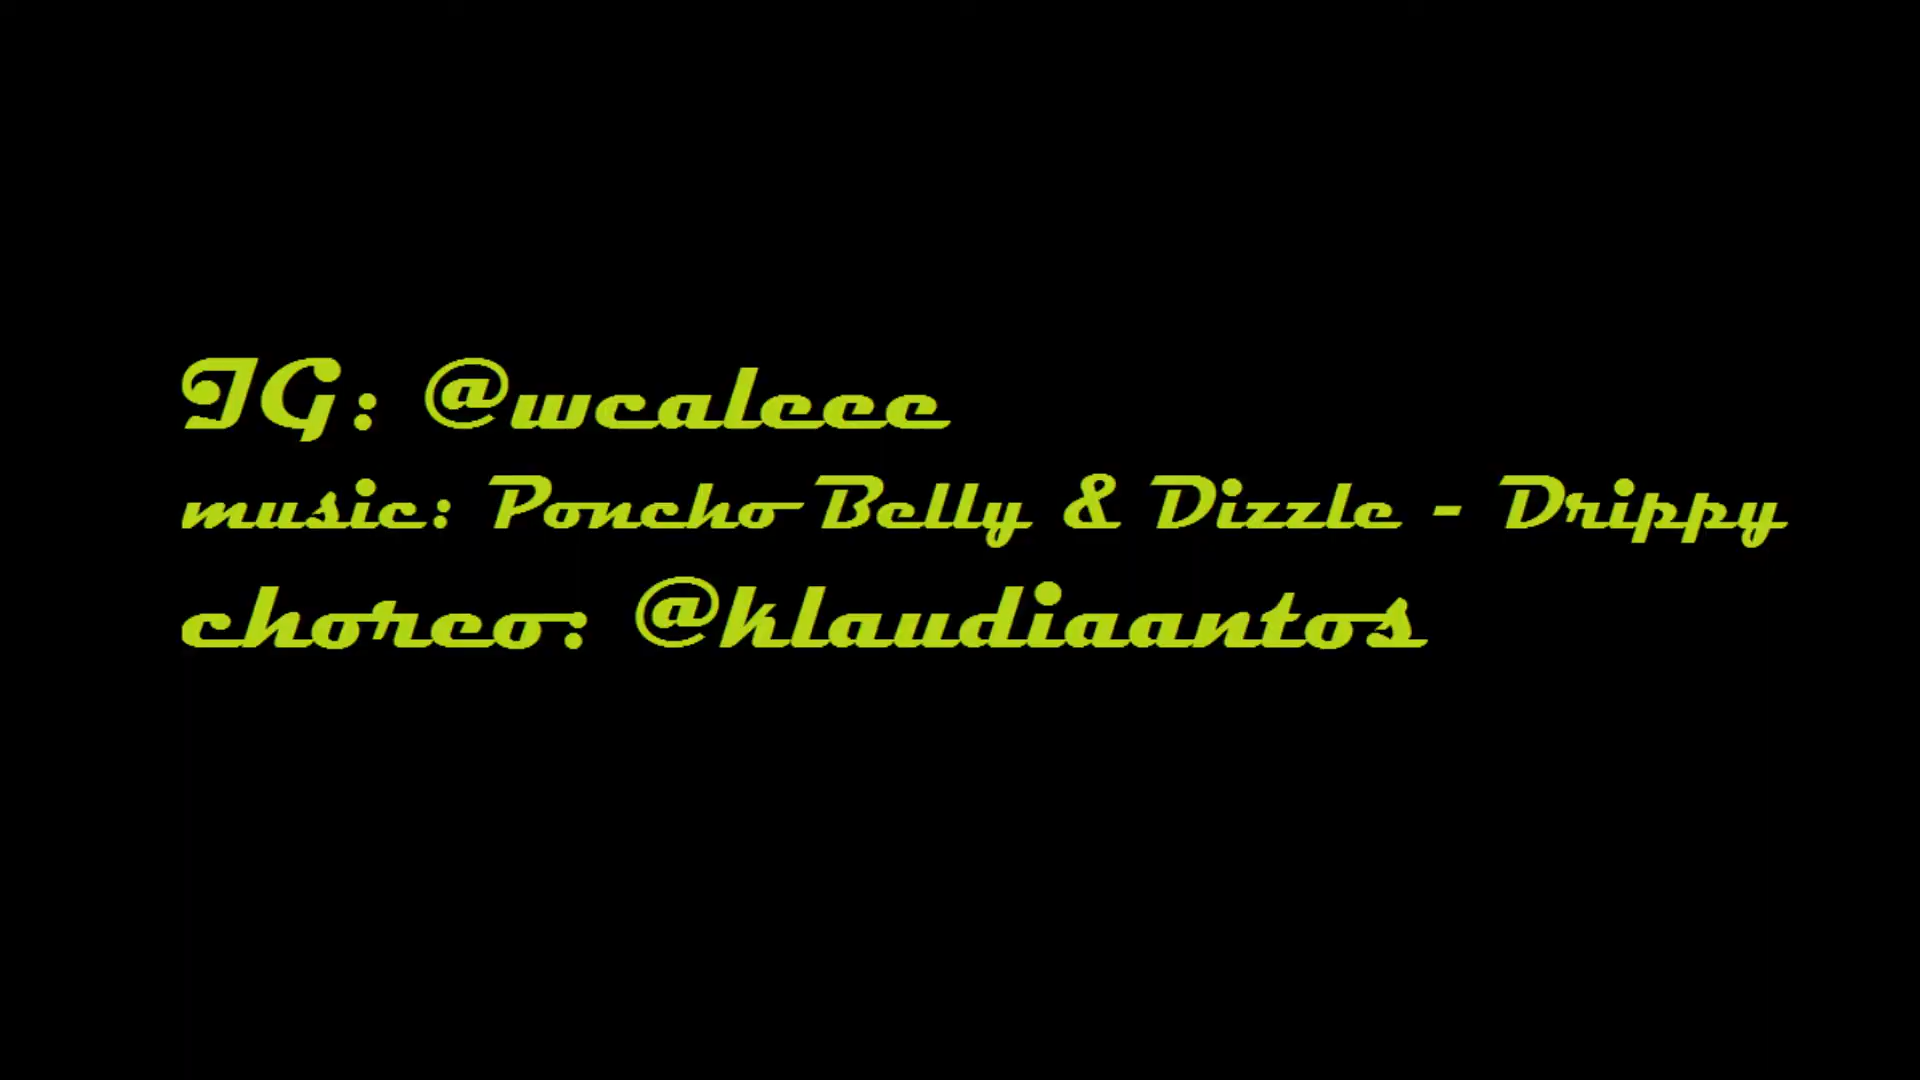 IG: @wcaleee
music: Poncho Belly & Dizzle - Drippy
choreo: @klaudiaantos